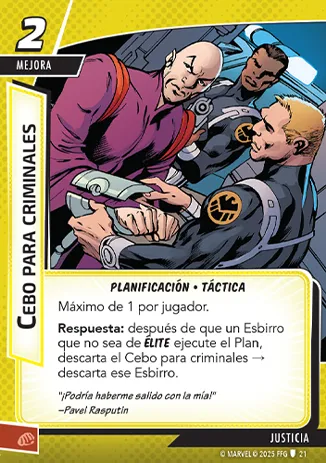 2
MEJORA
CEBO PARA CRIMINALES
PLANIFICACIÓN • TÁCTICA
Máximo de 1 por jugador.
Respuesta: después de que un Esbirro
que no sea de ÉLITE ejecute el Plan,
descarta el Cebo para criminales →
descarta ese Esbirro.
"¡Podría haberme salido con la mía!"
–Pavel Rasputin
JUSTICIA
© MARVEL © 2025 FFG 21